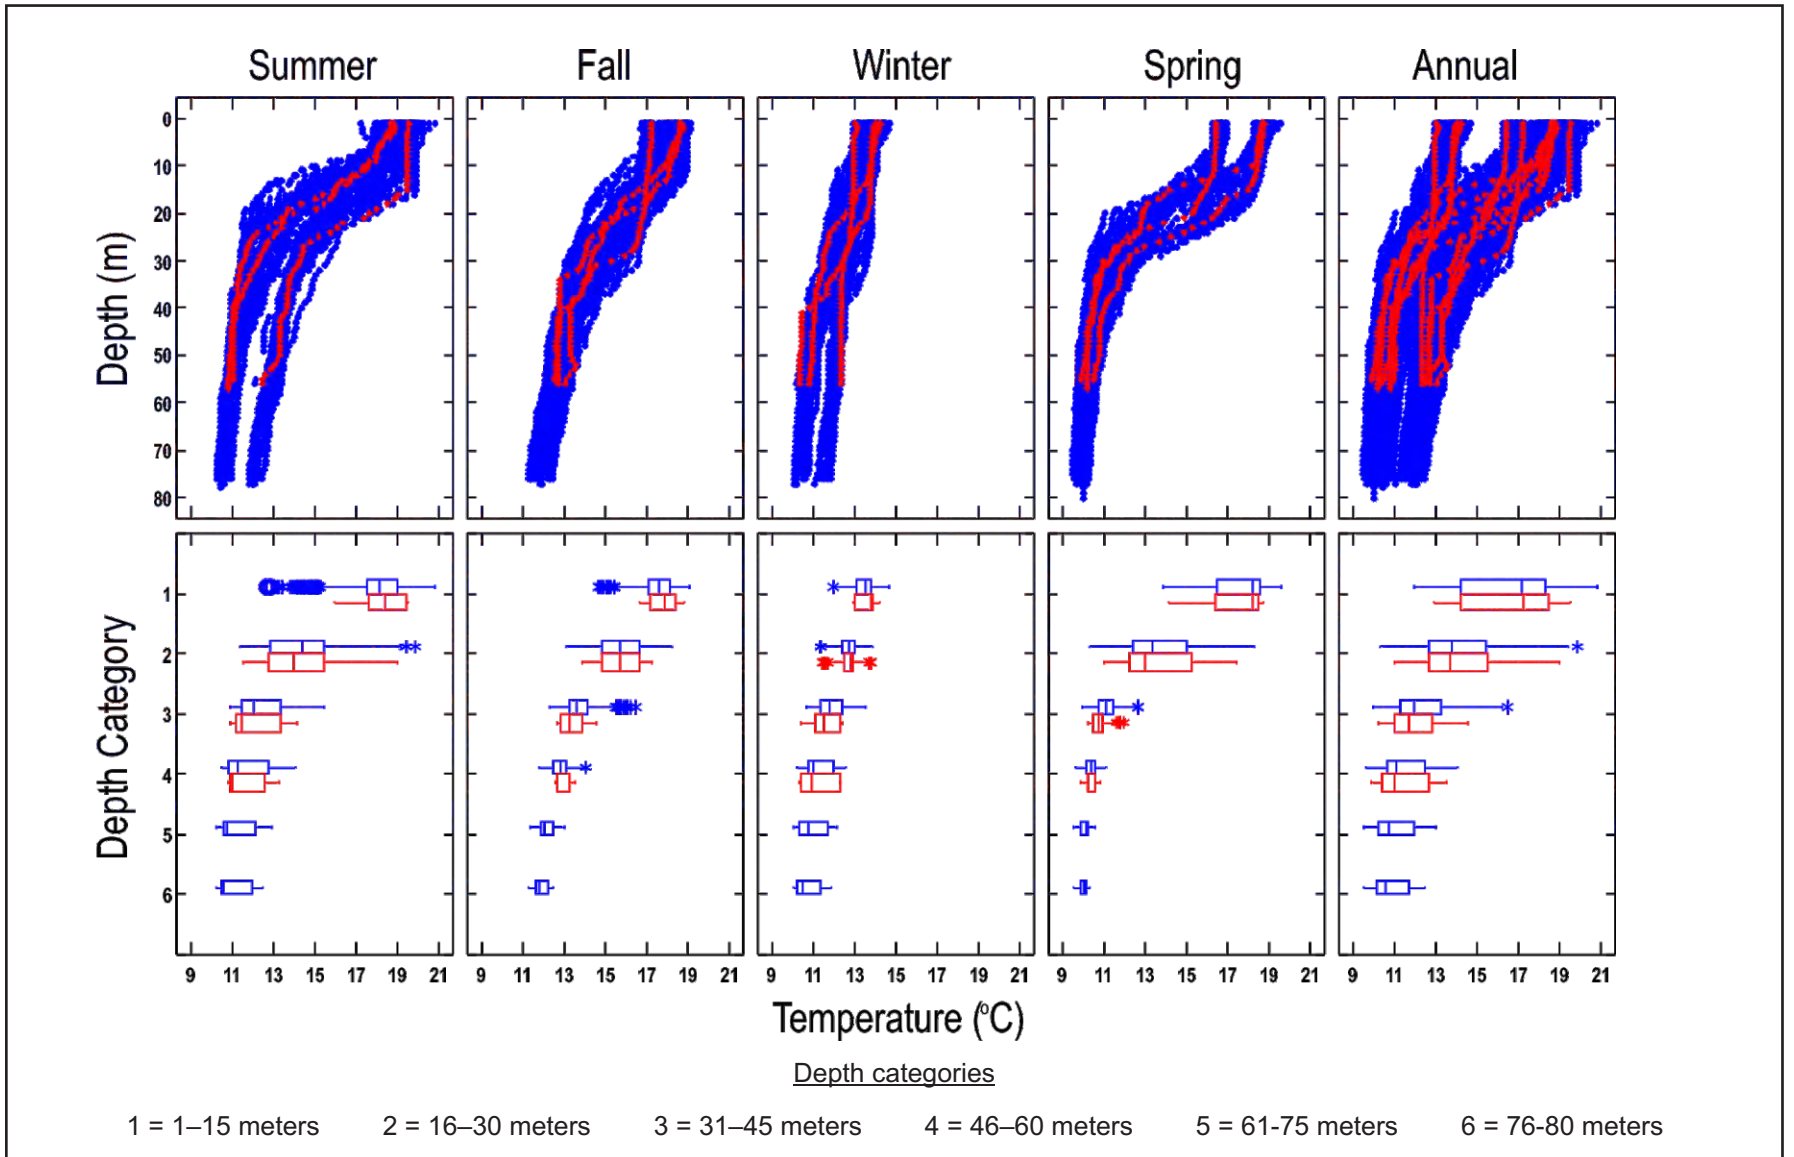 Summer Fall Winter Spring Annual
0
10
20
30
40
50
60
70
80
Depth (m)
1
2
3
4
5
6
Depth Category
9 11 13 15 17 19 21 9 11 13 15 17 19 21 9 11 13 15 17 19 21 9 11 13 15 17 19 21 9 11 13 15 17 19 21
Temperature (°C)
Depth categories
1 = 1–15 meters 2 = 16–30 meters 3 = 31–45 meters 4 = 46–60 meters 5 = 61-75 meters 6 = 76-80 meters